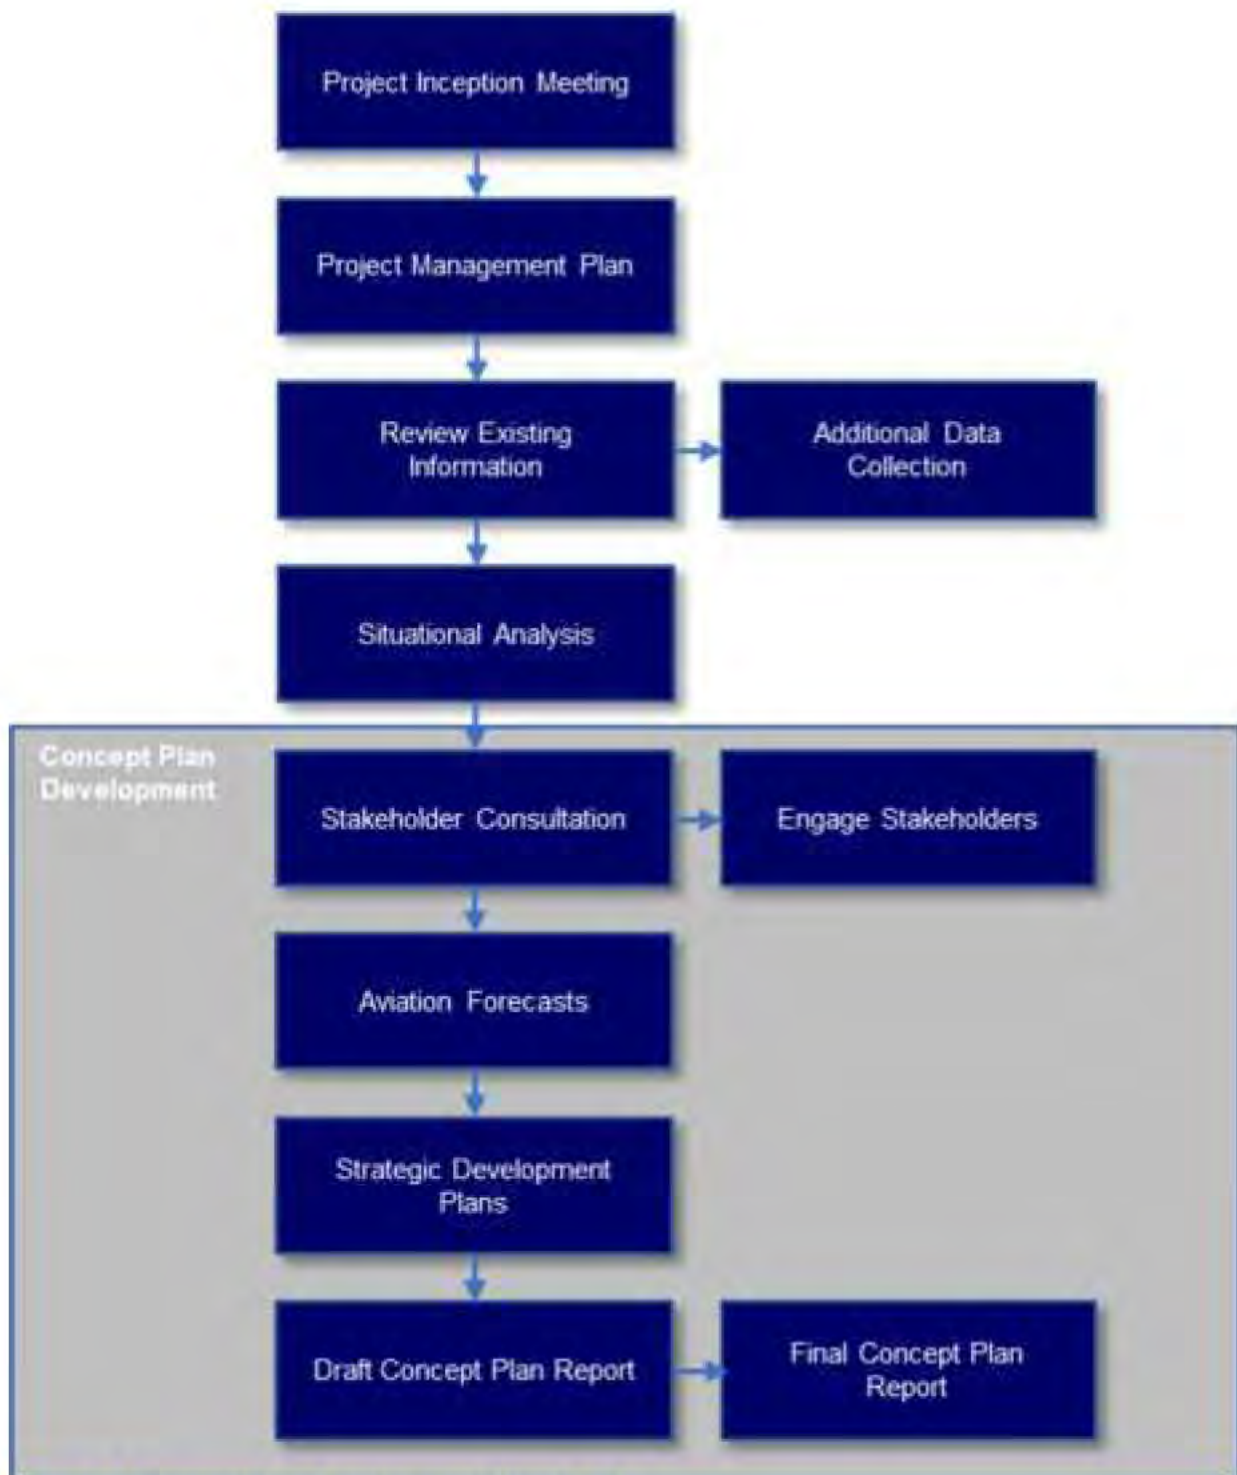 Project Inception Meeting
Project Management Plan
Review Existing
Information
Additional Data
Collection
Situational Analysis
Concept Plan
Development
Stakeholder Consultation
Engage Stakeholders
Aviation Forecasts
Strategic Development
Plans
Draft Concept Plan Report
Final Concept Plan
Report